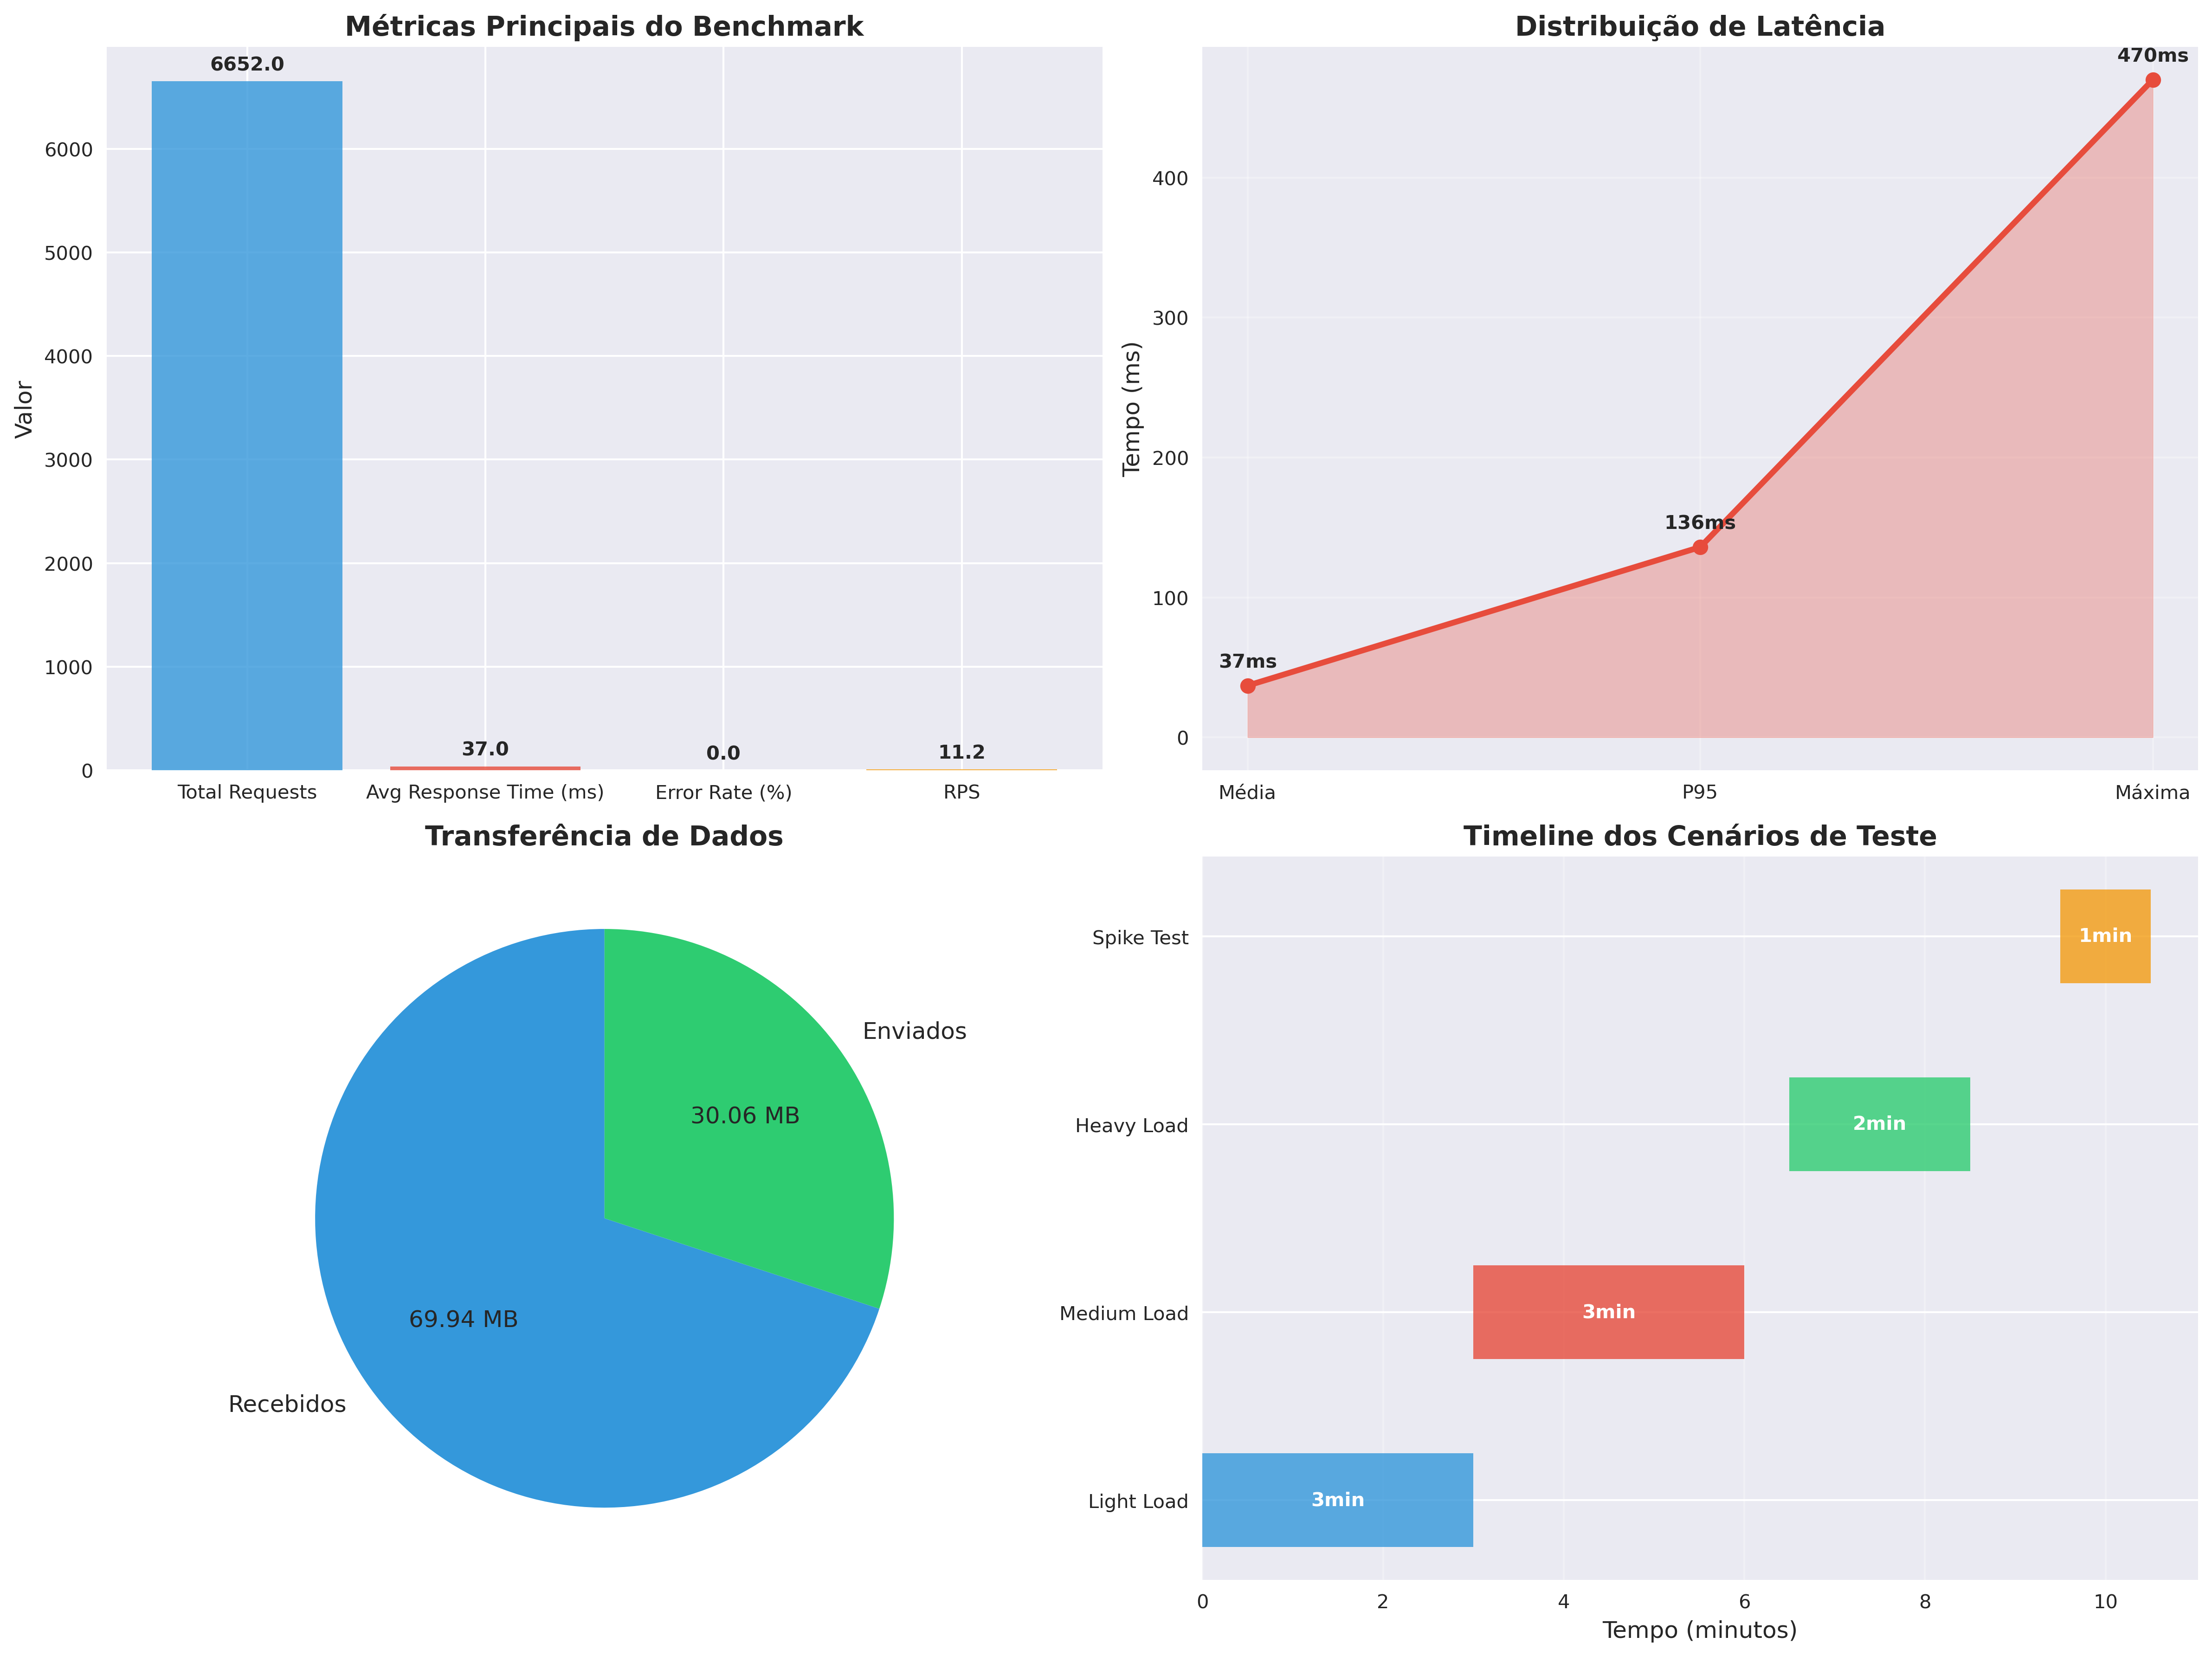 Métricas Principais do Benchmark
Valor
6000
5000
4000
3000
2000
1000
0
6652.0
37.0
0.0
11.2
Total Requests
Avg Response Time (ms)
Error Rate (%)
RPS
Distribuição de Latência
Tempo (ms)
400
300
200
100
0
37ms
136ms
470ms
Média
P95
Máxima
Transferência de Dados
Enviados
30.06 MB
69.94 MB
Recebidos
Timeline dos Cenários de Teste
Spike Test
1min
Heavy Load
2min
Medium Load
3min
Light Load
3min
0
2
4
6
8
10
Tempo (minutos)